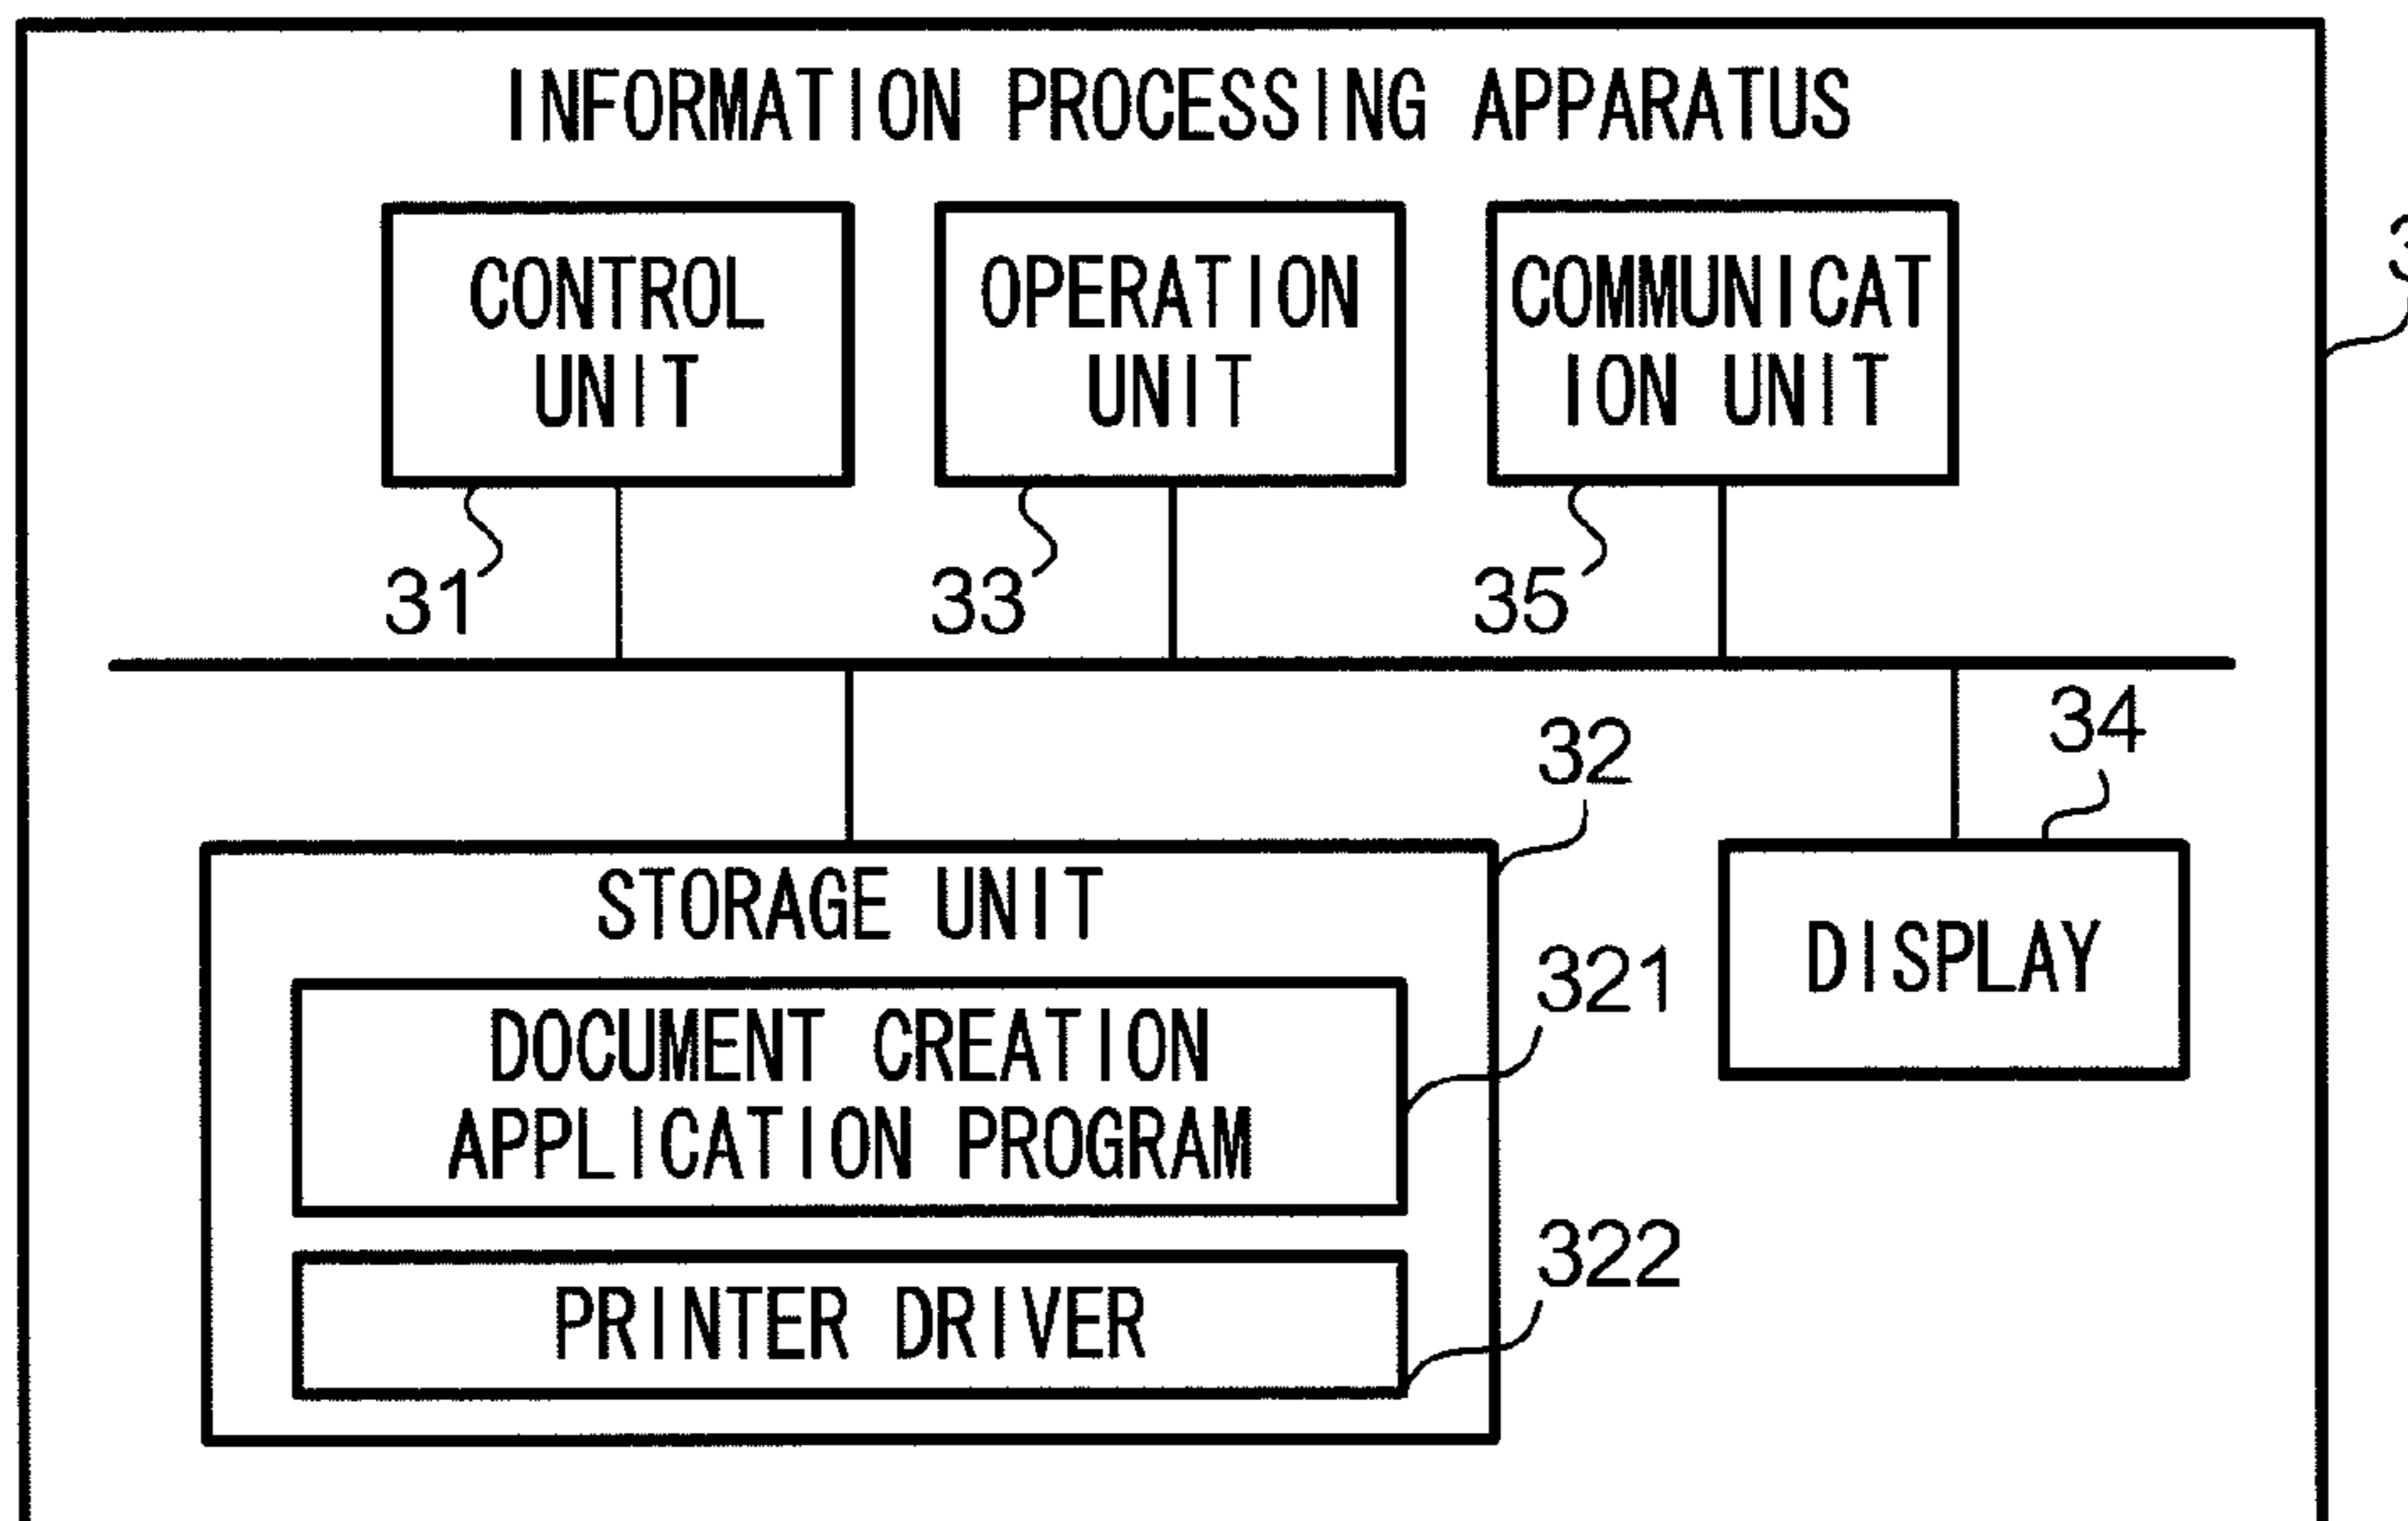 INFORMATION PROCESSING APPARATUS
3
CONTROL
UNIT
OPERATION
UNIT
COMMUNICAT
ION UNIT
31
33
35
32
34
STORAGE UNIT
DISPLAY
321
DOCUMENT CREATION
APPLICATION PROGRAM
322
PRINTER DRIVER